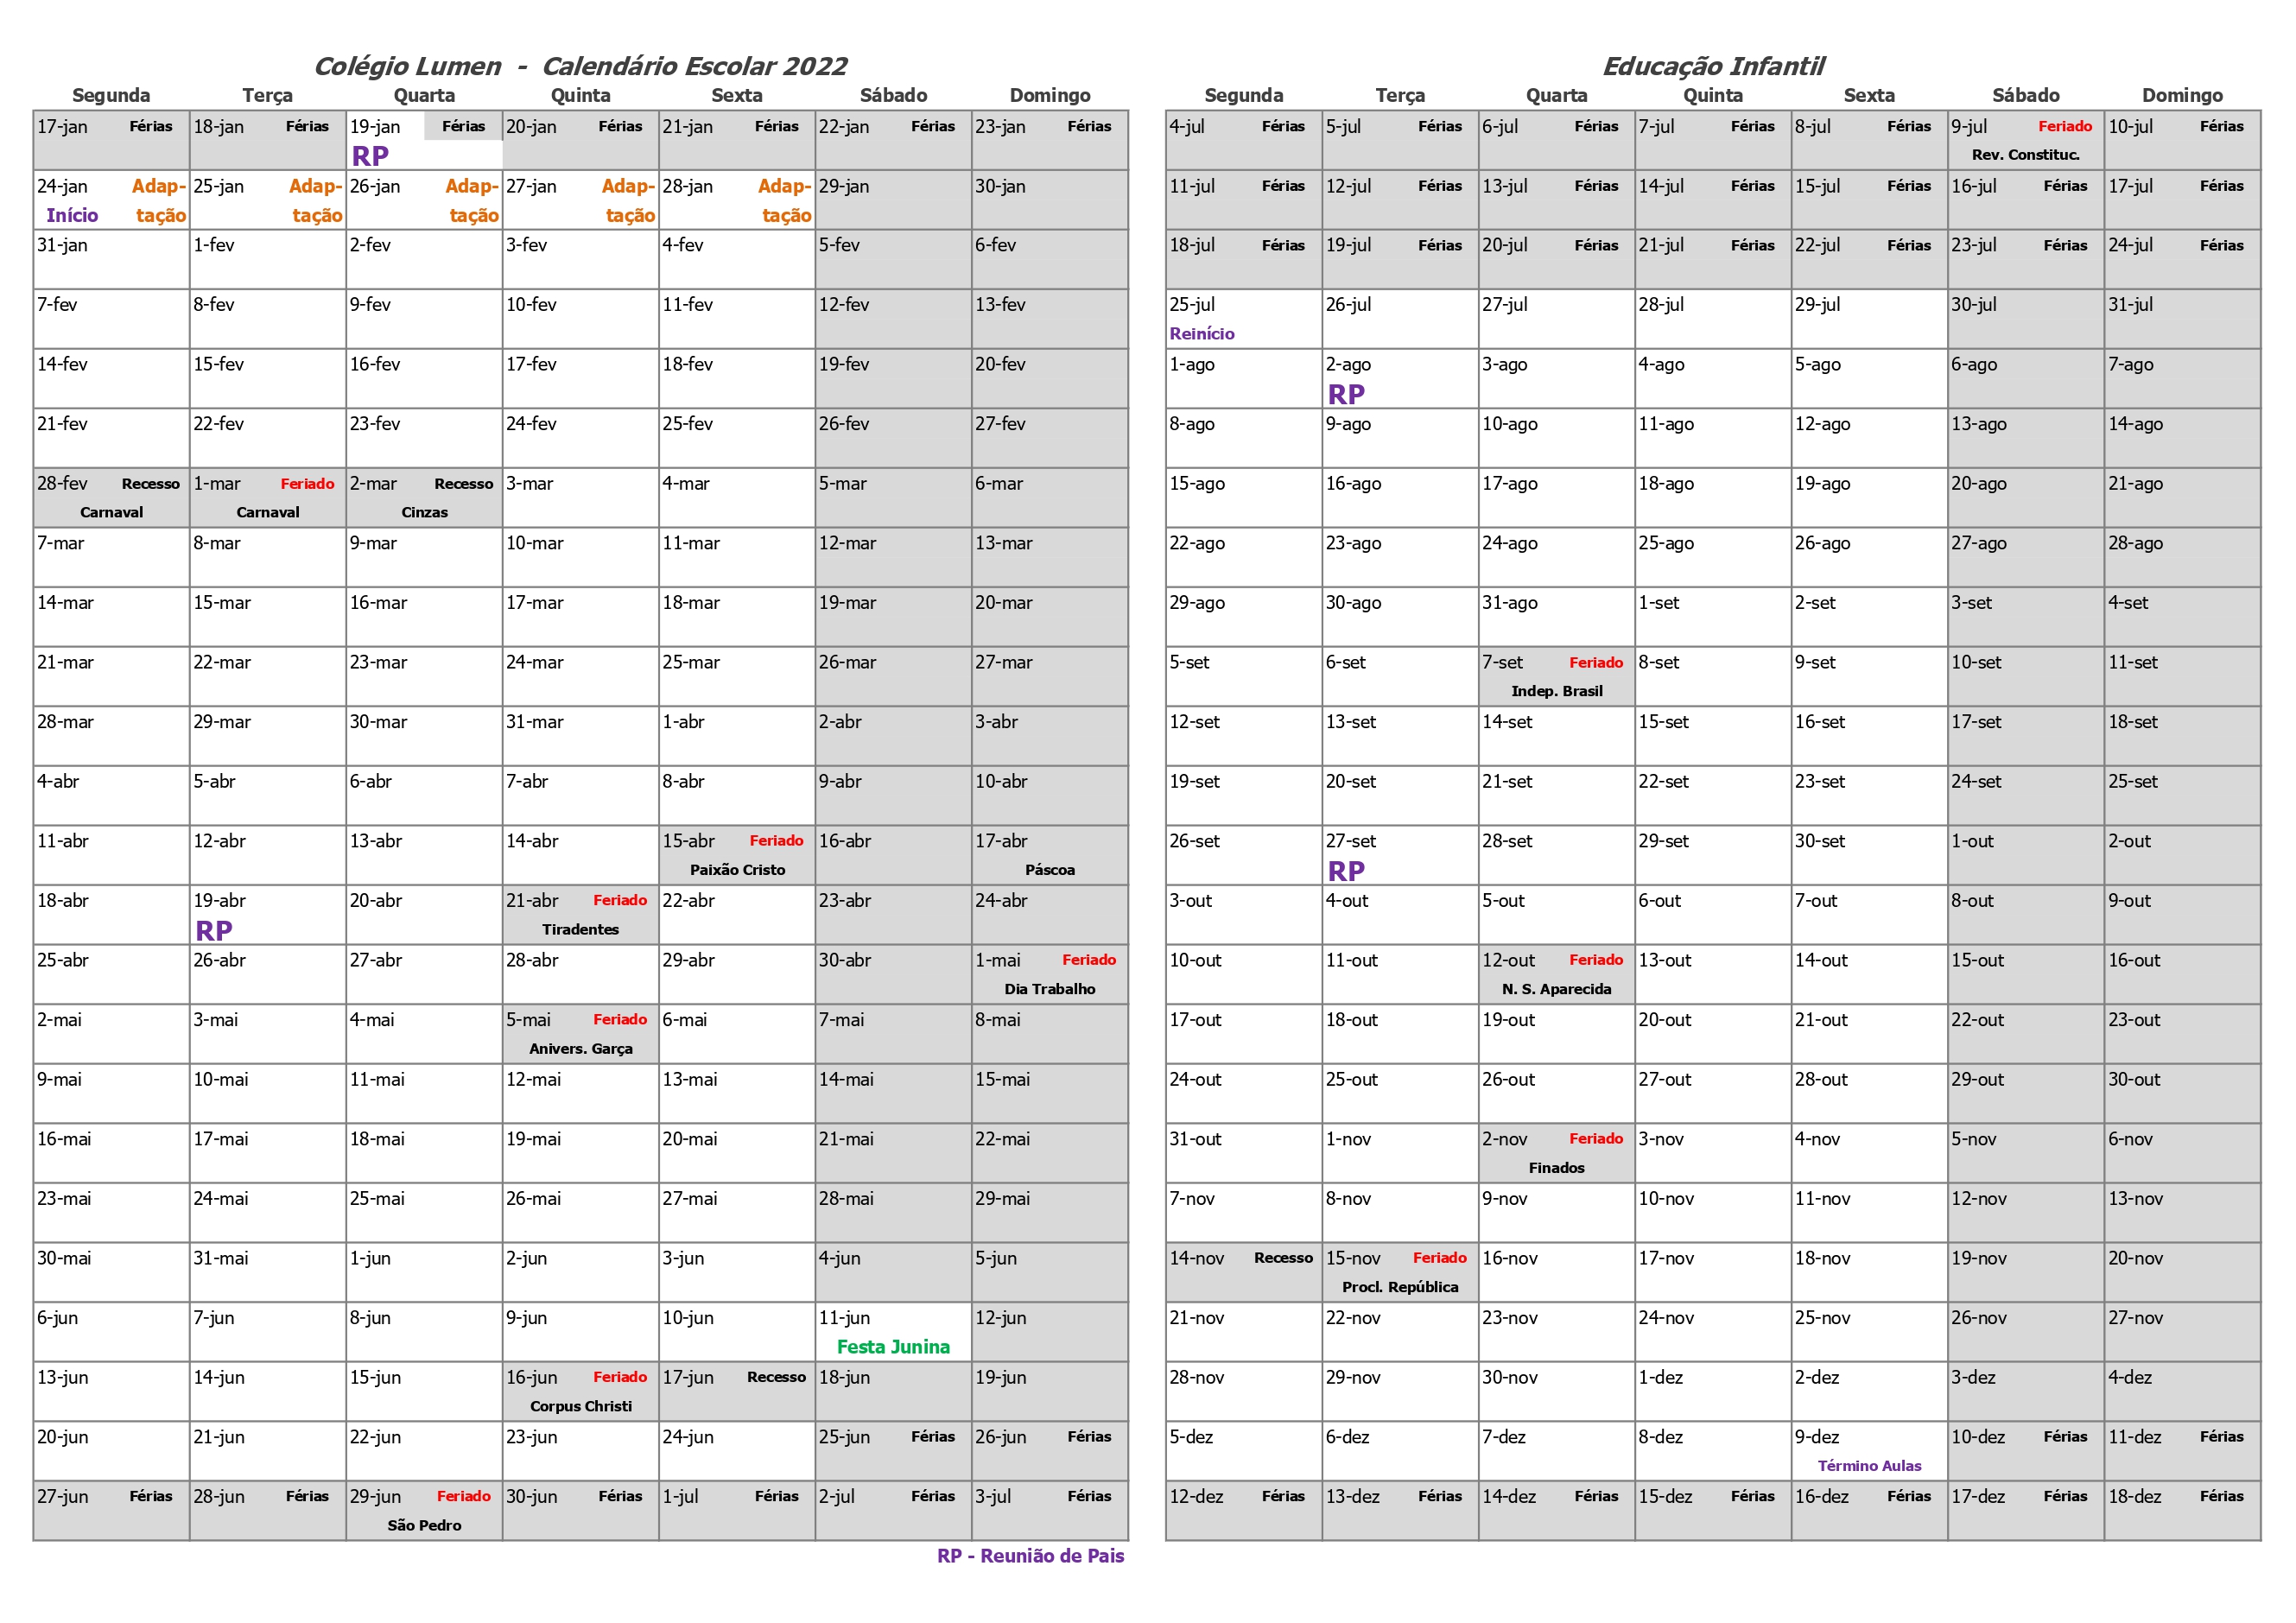 Colégio Lumen - Calendário Escolar 2022
Segunda Terça Quarta Quinta Sexta Sábado Domingo
17-jan Férias 18-jan Férias 19-jan Férias 20-jan Férias 21-jan Férias 22-jan Férias 23-jan Férias
RP
24-jan Adap- 25-jan Adap- 26-jan Adap- 27-jan Adap- 28-jan Adap- 29-jan 30-jan
Início tação tação tação tação tação
31-jan 1-fev 2-fev 3-fev 4-fev 5-fev 6-fev
7-fev 8-fev 9-fev 10-fev 11-fev 12-fev 13-fev
14-fev 15-fev 16-fev 17-fev 18-fev 19-fev 20-fev
21-fev 22-fev 23-fev 24-fev 25-fev 26-fev 27-fev
28-fev Recesso 1-mar Feriado 2-mar Recesso 3-mar 4-mar 5-mar 6-mar
Carnaval Carnaval Cinzas
7-mar 8-mar 9-mar 10-mar 11-mar 12-mar 13-mar
14-mar 15-mar 16-mar 17-mar 18-mar 19-mar 20-mar
21-mar 22-mar 23-mar 24-mar 25-mar 26-mar 27-mar
28-mar 29-mar 30-mar 31-mar 1-abr 2-abr 3-abr
4-abr 5-abr 6-abr 7-abr 8-abr 9-abr 10-abr
11-abr 12-abr 13-abr 14-abr 15-abr Feriado 16-abr 17-abr
Paixão Cristo Páscoa
18-abr 19-abr 20-abr 21-abr Feriado 22-abr 23-abr 24-abr
RP Tiradentes
25-abr 26-abr 27-abr 28-abr 29-abr 30-abr 1-mai Feriado
Dia Trabalho
2-mai 3-mai 4-mai 5-mai Feriado 6-mai 7-mai 8-mai
Anivers. Garça
9-mai 10-mai 11-mai 12-mai 13-mai 14-mai 15-mai
16-mai 17-mai 18-mai 19-mai 20-mai 21-mai 22-mai
23-mai 24-mai 25-mai 26-mai 27-mai 28-mai 29-mai
30-mai 31-mai 1-jun 2-jun 3-jun 4-jun 5-jun
6-jun 7-jun 8-jun 9-jun 10-jun 11-jun 12-jun
Festa Junina
13-jun 14-jun 15-jun 16-jun Feriado 17-jun Recesso 18-jun 19-jun
Corpus Christi
20-jun 21-jun 22-jun 23-jun 24-jun 25-jun Férias 26-jun Férias
27-jun Férias 28-jun Férias 29-jun Feriado 30-jun Férias 1-jul Férias 2-jul Férias 3-jul Férias
São Pedro
RP - Reunião de Pais
Educação Infantil
Segunda Terça Quarta Quinta Sexta Sábado Domingo
4-jul Férias 5-jul Férias 6-jul Férias 7-jul Férias 8-jul Férias 9-jul Feriado 10-jul Férias
Rev. Constituc.
11-jul Férias 12-jul Férias 13-jul Férias 14-jul Férias 15-jul Férias 16-jul Férias 17-jul Férias
18-jul Férias 19-jul Férias 20-jul Férias 21-jul Férias 22-jul Férias 23-jul Férias 24-jul Férias
25-jul 26-jul 27-jul 28-jul 29-jul 30-jul 31-jul
Reinício
1-ago 2-ago 3-ago 4-ago 5-ago 6-ago 7-ago
RP
8-ago 9-ago 10-ago 11-ago 12-ago 13-ago 14-ago
15-ago 16-ago 17-ago 18-ago 19-ago 20-ago 21-ago
22-ago 23-ago 24-ago 25-ago 26-ago 27-ago 28-ago
29-ago 30-ago 31-ago 1-set 2-set 3-set 4-set
5-set 6-set 7-set Feriado 8-set 9-set 10-set 11-set
Indep. Brasil
12-set 13-set 14-set 15-set 16-set 17-set 18-set
19-set 20-set 21-set 22-set 23-set 24-set 25-set
26-set 27-set 28-set 29-set 30-set 1-out 2-out
RP
3-out 4-out 5-out 6-out 7-out 8-out 9-out
10-out 11-out 12-out Feriado 13-out 14-out 15-out 16-out
N. S. Aparecida
17-out 18-out 19-out 20-out 21-out 22-out 23-out
24-out 25-out 26-out 27-out 28-out 29-out 30-out
31-out 1-nov 2-nov Feriado 3-nov 4-nov 5-nov 6-nov
Finados
7-nov 8-nov 9-nov 10-nov 11-nov 12-nov 13-nov
14-nov Recesso 15-nov Feriado 16-nov 17-nov 18-nov 19-nov 20-nov
Procl. República
21-nov 22-nov 23-nov 24-nov 25-nov 26-nov 27-nov
28-nov 29-nov 30-nov 1-dez 2-dez 3-dez 4-dez
5-dez 6-dez 7-dez 8-dez 9-dez 10-dez Férias 11-dez Férias
Término Aulas
12-dez Férias 13-dez Férias 14-dez Férias 15-dez Férias 16-dez Férias 17-dez Férias 18-dez Férias